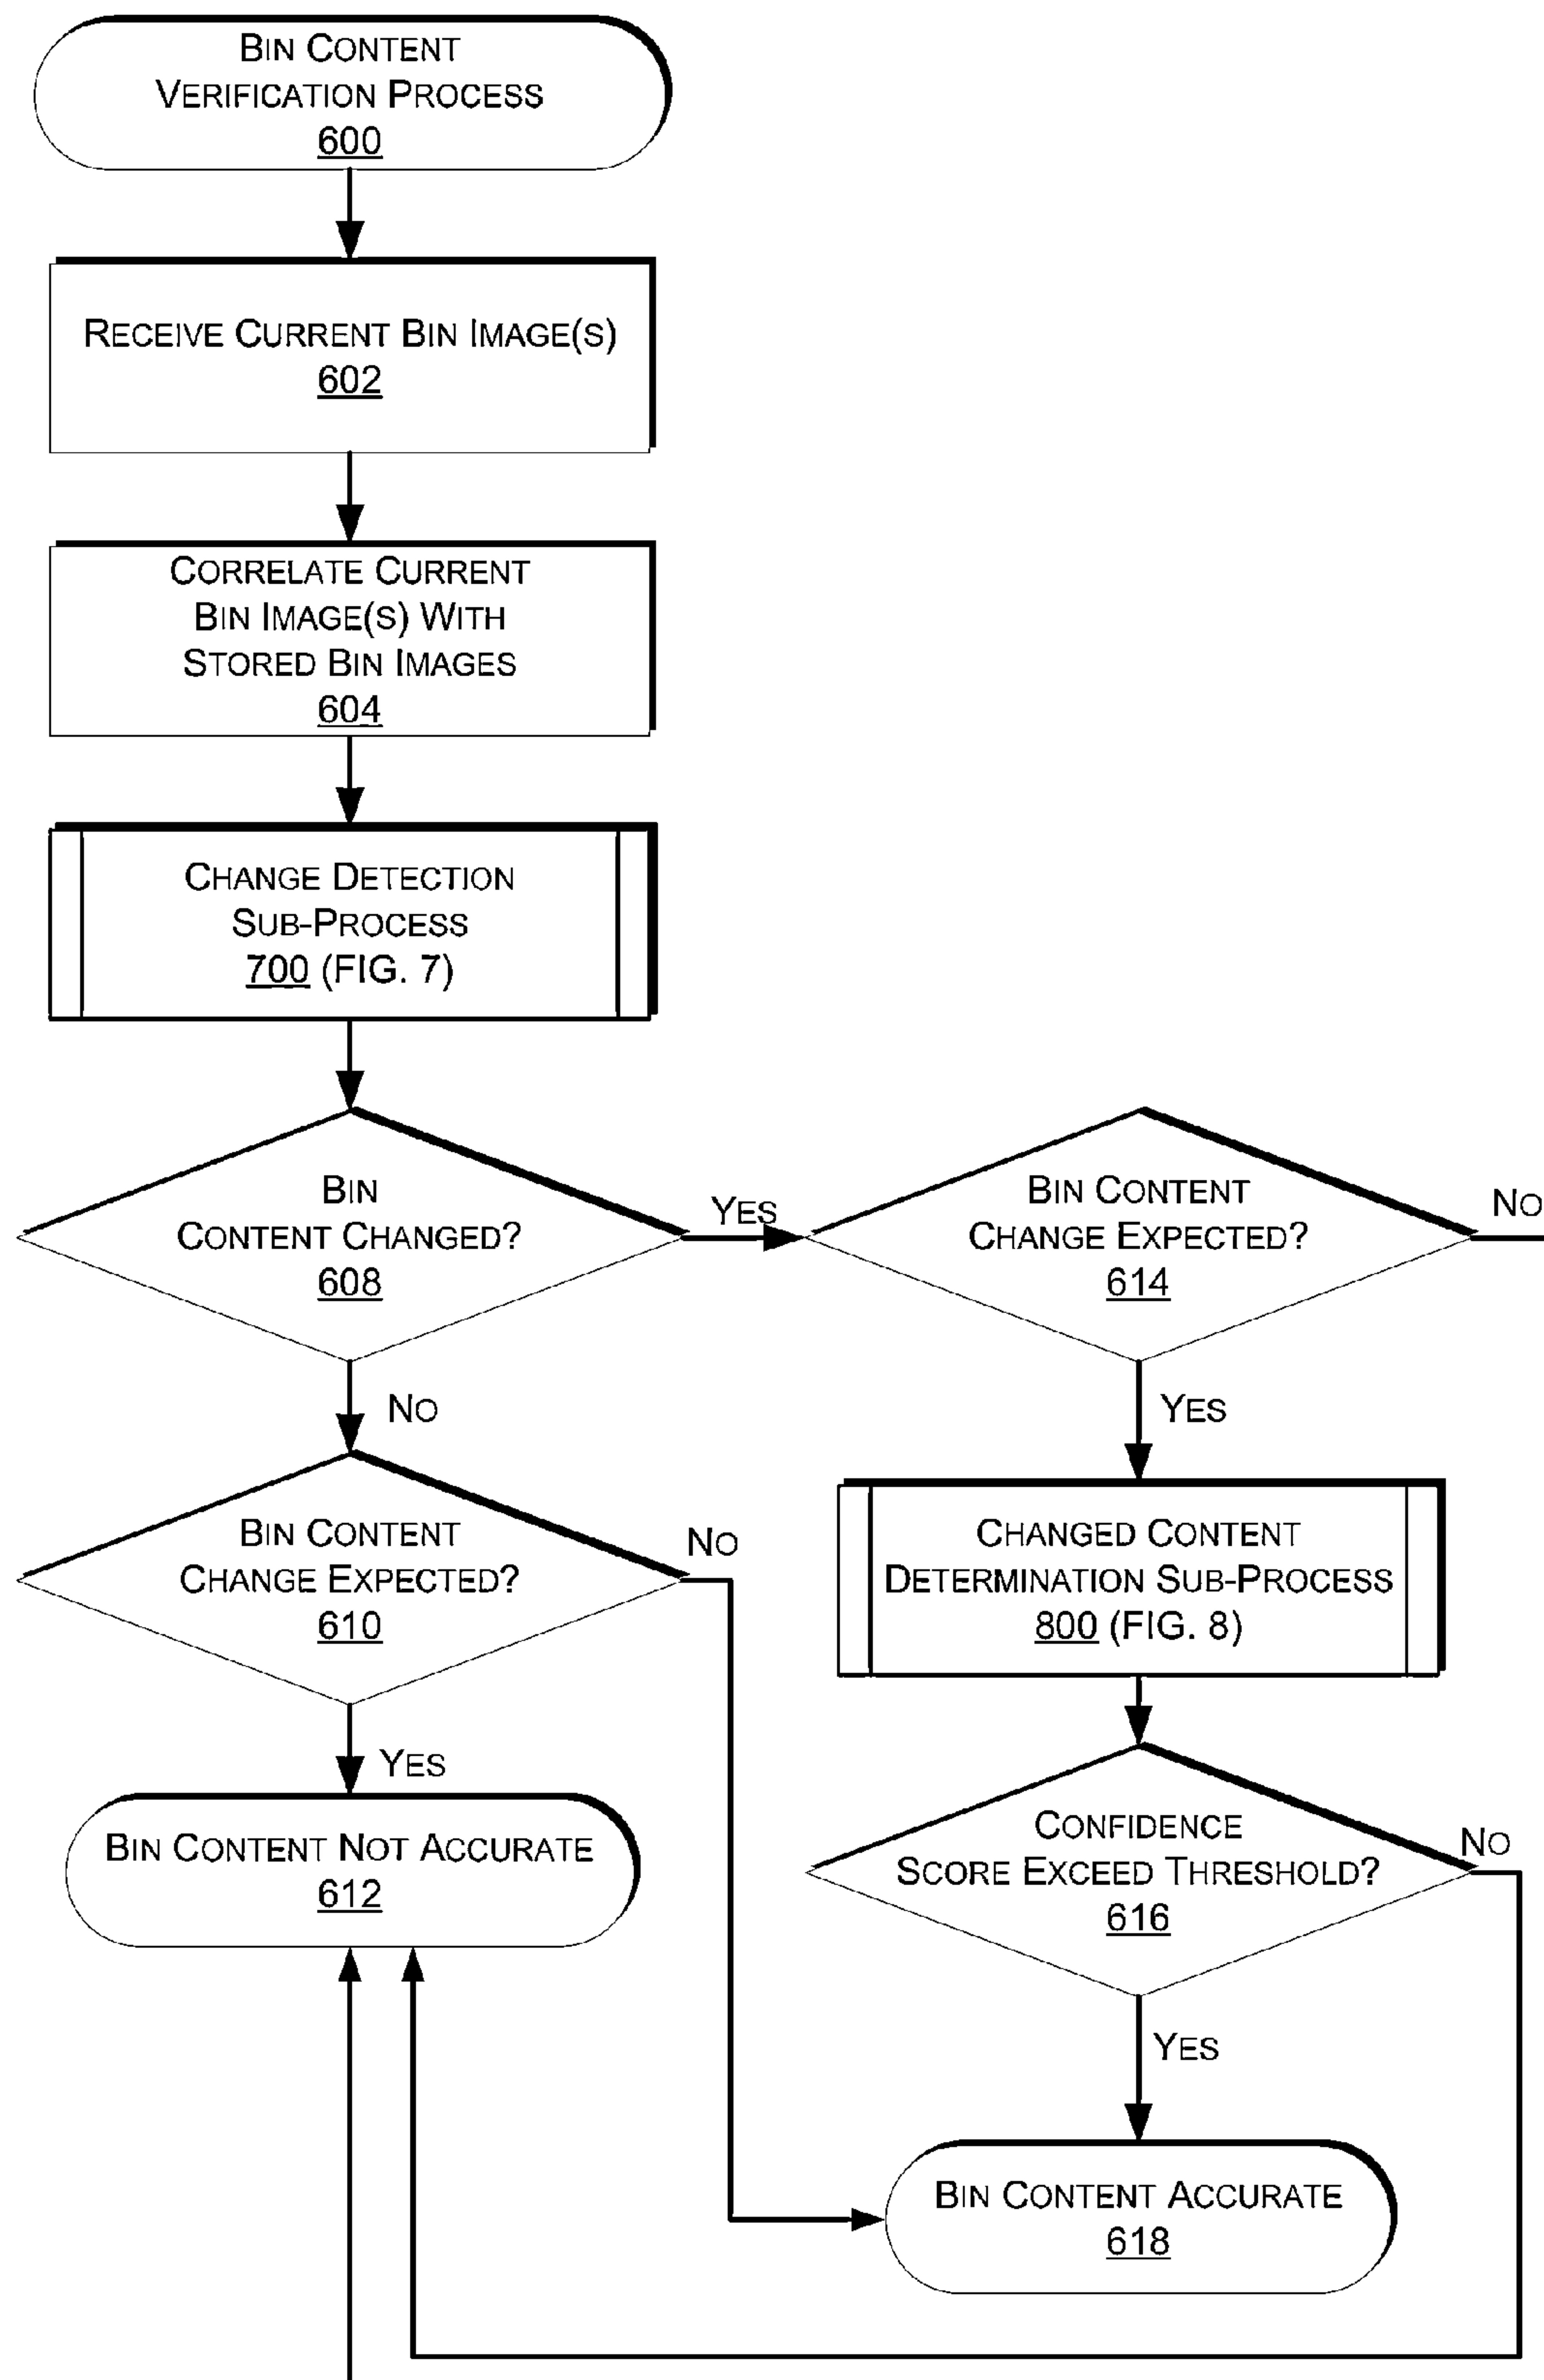 BIN CONTENT
VERIFICATION PROCESS
600
RECEIVE CURRENT BIN IMAGE(S)
602
CORRELATE CURRENT
BIN IMAGE(S) WITH
STORED BIN IMAGES
604
CHANGE DETECTION
SUB-PROCESS
700 (FIG. 7)
BIN
CONTENT CHANGED?
608
YES
BIN CONTENT
CHANGE EXPECTED?
614
NO
NO
YES
BIN CONTENT
CHANGE EXPECTED?
610
NO
CHANGED CONTENT
DETERMINATION SUB-PROCESS
800 (FIG. 8)
YES
BIN CONTENT NOT ACCURATE
612
CONFIDENCE
SCORE EXCEED THRESHOLD?
616
NO
YES
BIN CONTENT ACCURATE
618